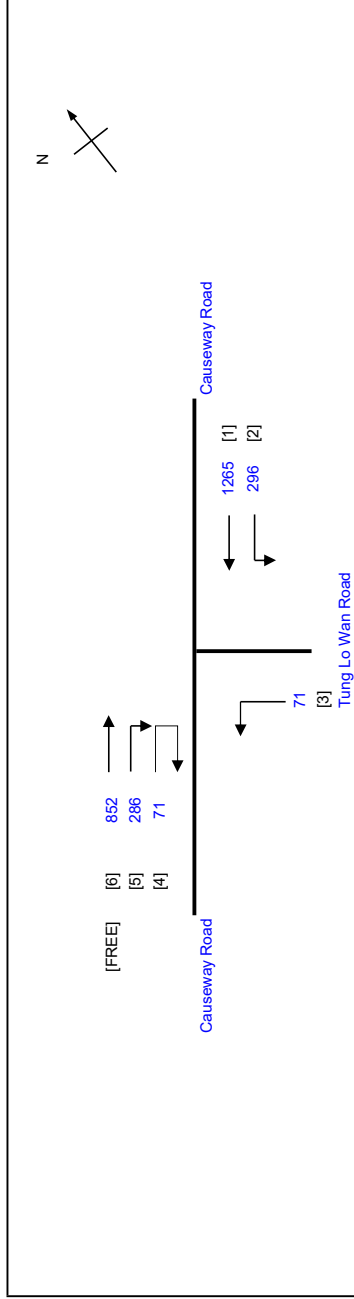 N
[FREE] [6] 852
[5] 286
[4] 71
Causeway Road
Causeway Road
1265 [1]
296 [2]
71
[3]
Tung Lo Wan Road